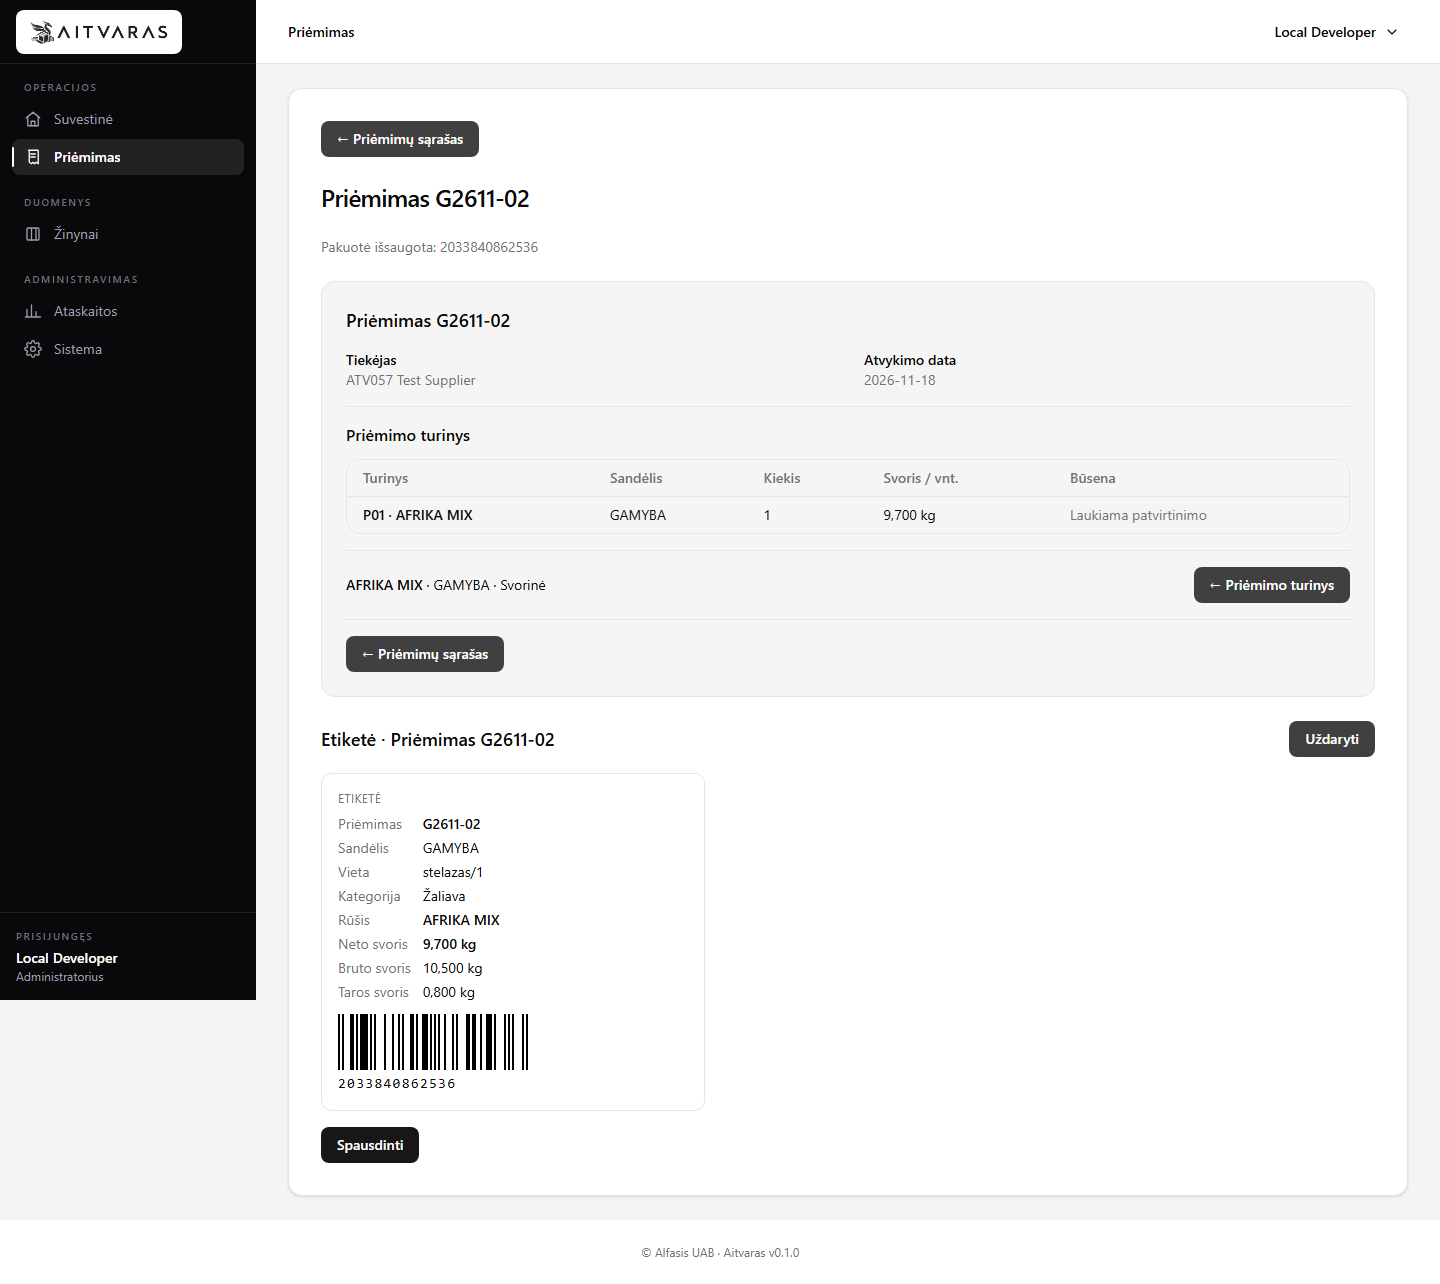 AITVARAS
Priėmimas
Local Developer
OPERACIJOS
Suvestinė
Priėmimas
DUOMENYS
Žinynai
ADMINISTRAVIMAS
Ataskaitos
Sistema
PRISIJUNGĘS
Local Developer
Administratorius
← Priėmimų sąrašas
Priėmimas G2611-02
Pakuotė išsaugota: 2033840862536
Priėmimas G2611-02
Tiekėjas Atvykimo data
ATV057 Test Supplier 2026-11-18
Priėmimo turinys
Turinys Sandėlis Kiekis Svoris / vnt. Būsena
P01 · AFRIKA MIX GAMYBA 1 9,700 kg Laukiama patvirtinimo
AFRIKA MIX · GAMYBA · Svorinė ← Priėmimo turinys
← Priėmimų sąrašas
Etiketė · Priėmimas G2611-02 Uždaryti
ETIKETĖ
Priėmimas G2611-02
Sandėlis GAMYBA
Vieta stelazas/1
Kategorija Žaliava
Rūšis AFRIKA MIX
Neto svoris 9,700 kg
Bruto svoris 10,500 kg
Taros svoris 0,800 kg
2033840862536
Spausdinti
© Alfasis UAB · Aitvaras v0.1.0